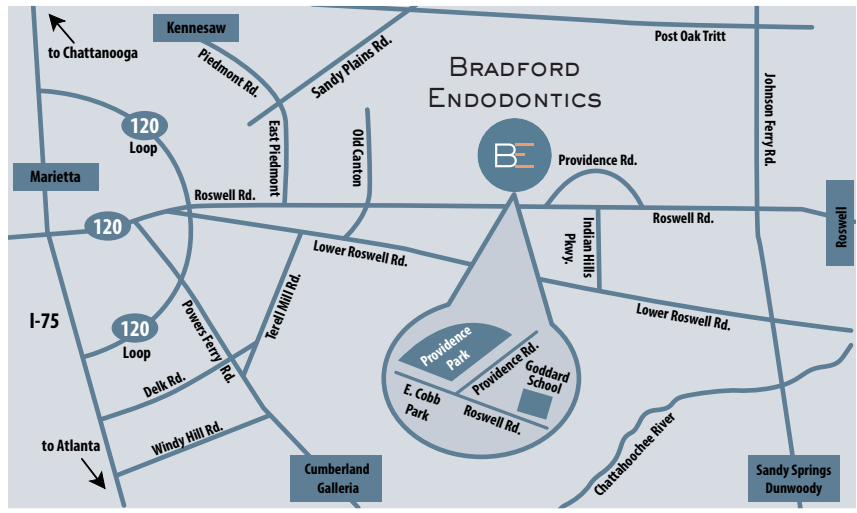 to Chattanooga
Kennesaw
Piedmont Rd.
Sandy Plains Rd.
Post Oak Tritt
BRADFORD
ENDODONTICS
BE
Johnson Ferry Rd.
120
Loop
East Piedmont
Old Canton
Providence Rd.
Marietta
Roswell Rd.
Roswell Rd.
Roswell
120
Lower Roswell Rd.
Indian Hills
Pkwy.
I-75
120
Loop
Powers Ferry Rd.
Terell Mill Rd.
Lower Roswell Rd.
Providence
Park
Providence Rd.
Goddard
School
E. Cobb
Park
Roswell Rd.
Delk Rd.
Windy Hill Rd.
to Atlanta
Chattahoochee River
Cumberland
Galleria
Sandy Springs
Dunwoody